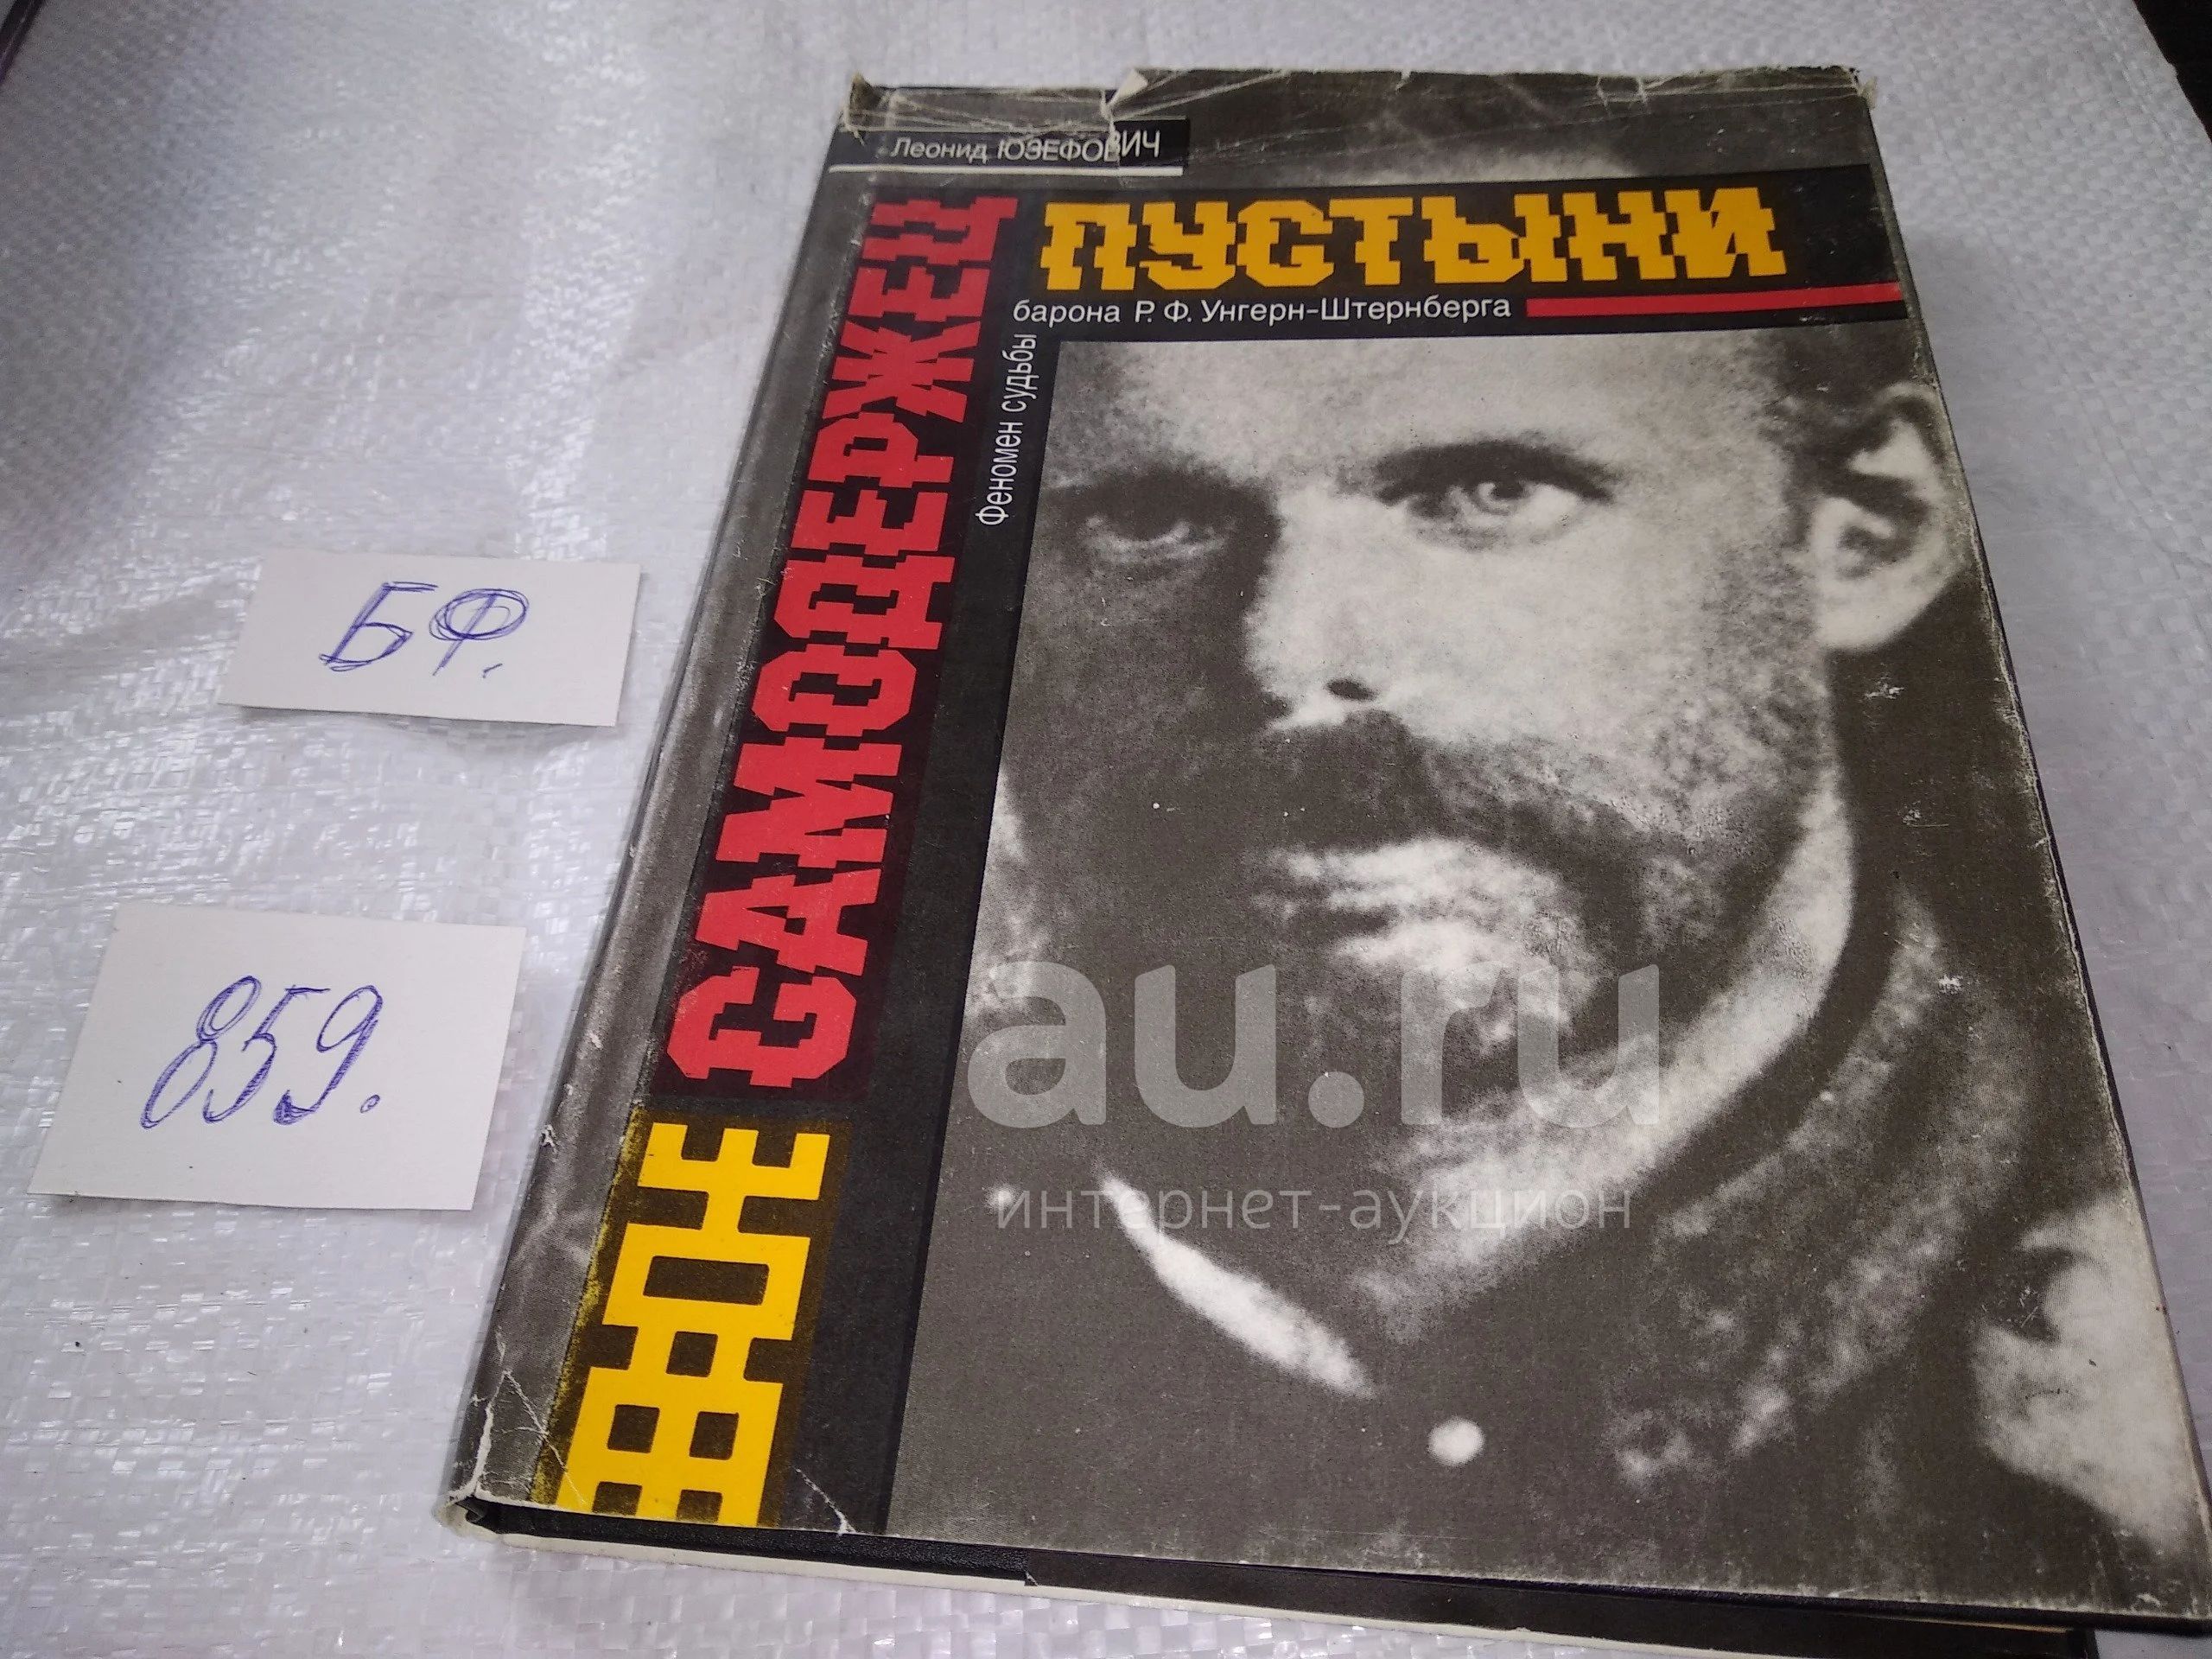 Леонид ЮЗЕФОВИЧ
САМОДЕРЖЕЦ
ПУСТЫНИ
Феномен судьбы
барона Р. Ф. Унгерн-Штернберга
БФ.
859.
au.ru
интернет-аукцион